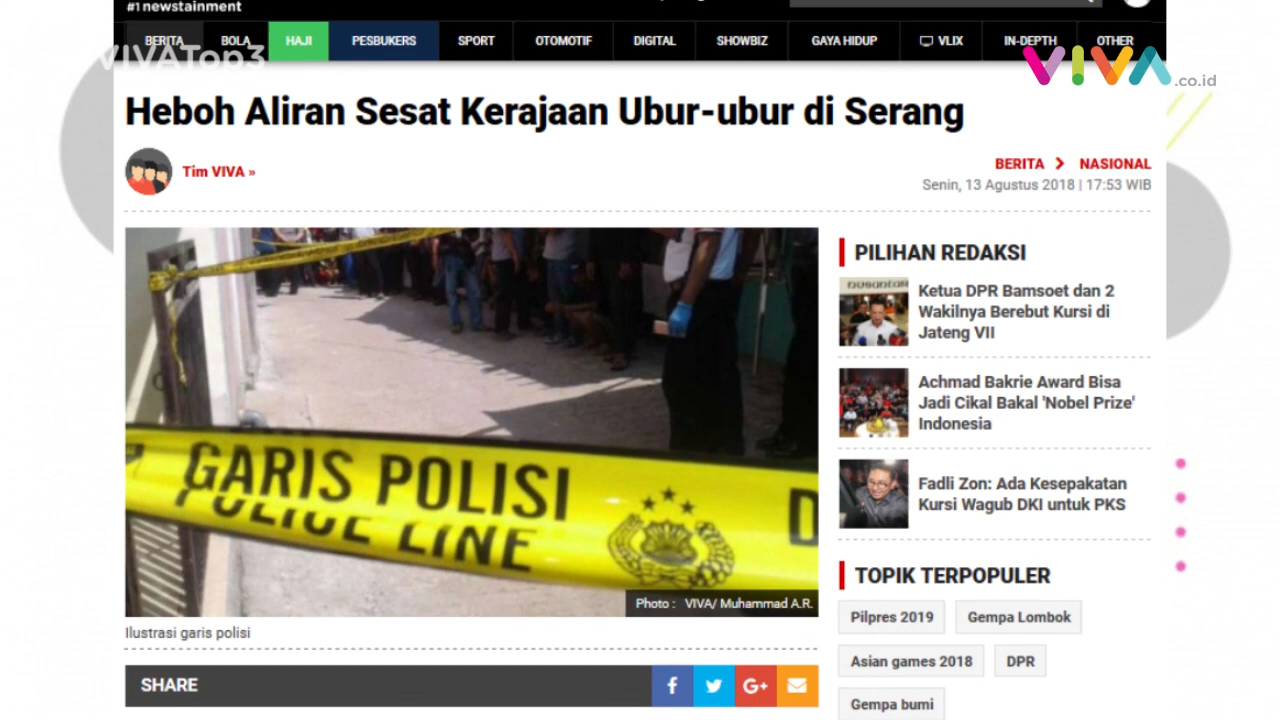 #1 newstainment
BERITA BOLA HAJI PESBUKERS SPORT OTOMOTIF DIGITAL SHOWBIZ GAYA HIDUP VLIX IN-DEPTH OTHER
VIVATop3
VIVA.co.id
Heboh Aliran Sesat Kerajaan Ubur-ubur di Serang
Tim VIVA »
BERITA > NASIONAL
Senin, 13 Agustus 2018 | 17:53 WIB
GARIS POLISI
POLICE LINE
Photo : VIVA/ Muhammad A.R.
Ilustrasi garis polisi
SHARE
PILIHAN REDAKSI
Ketua DPR Bamsoet dan 2
Wakilnya Berebut Kursi di
Jateng VII
Achmad Bakrie Award Bisa
Jadi Cikal Bakal 'Nobel Prize'
Indonesia
Fadli Zon: Ada Kesepakatan
Kursi Wagub DKI untuk PKS
TOPIK TERPOPULER
Pilpres 2019
Gempa Lombok
Asian games 2018
DPR
Gempa bumi